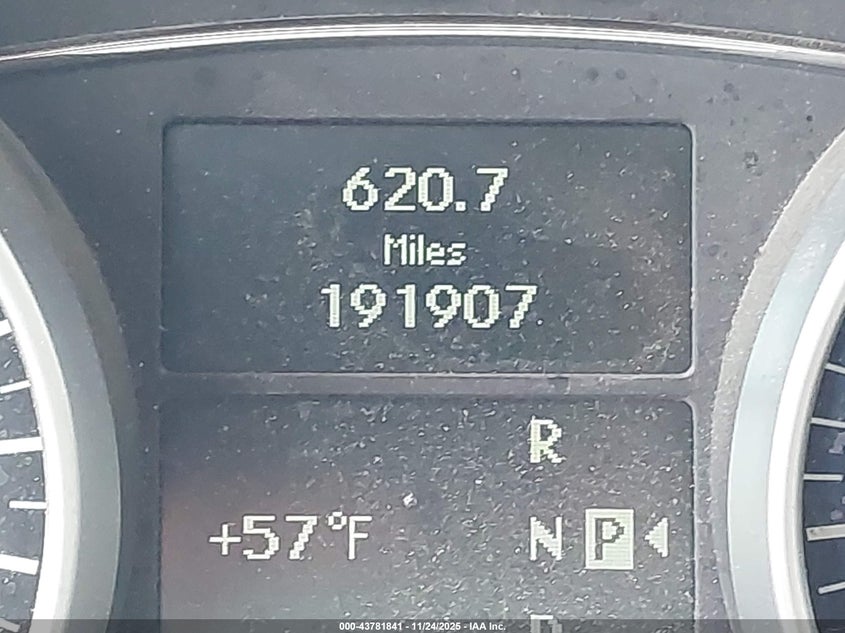 620.7
Miles
191907
R
+57°F N P
D
000-43781841 - 11/24/2025 - IAA Inc.